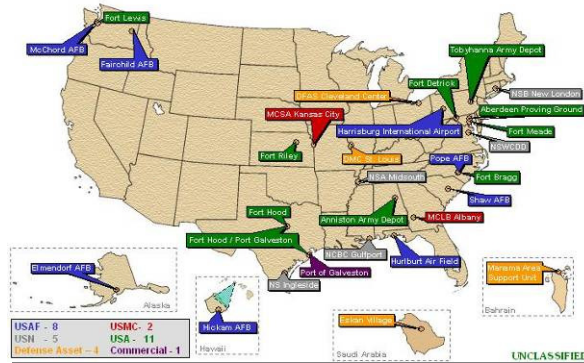 Fort Lewis
McChord AFB
Fairchild AFB
Tobyhanna Army Depot
Fort Detrick
NSB New London
DFAS Cleveland Center
Aberdeen Proving Ground
MCSA Kansas City
Harrisburg International Airport
Fort Meade
NSWCDD
Fort Riley
DMC St. Louis
Pope AFB
NSA Midsouth
Fort Bragg
Shaw AFB
Fort Hood
Anniston Army Depot
MCLB Albany
Fort Hood / Port Galveston
NCBC Gulfport
Hurlburt Air Field
Port of Galveston
NS Ingleside
Elmendorf AFB
Alaska
Hickam AFB
Hawaii
Eskan Village
Saudi Arabia
Manama Area
Support Unit
Bahrain
USAF - 8
USMC- 2
USN - 5
USA - 11
Defense Asset - 4
Commercial - 1
UNCLASSIFIE